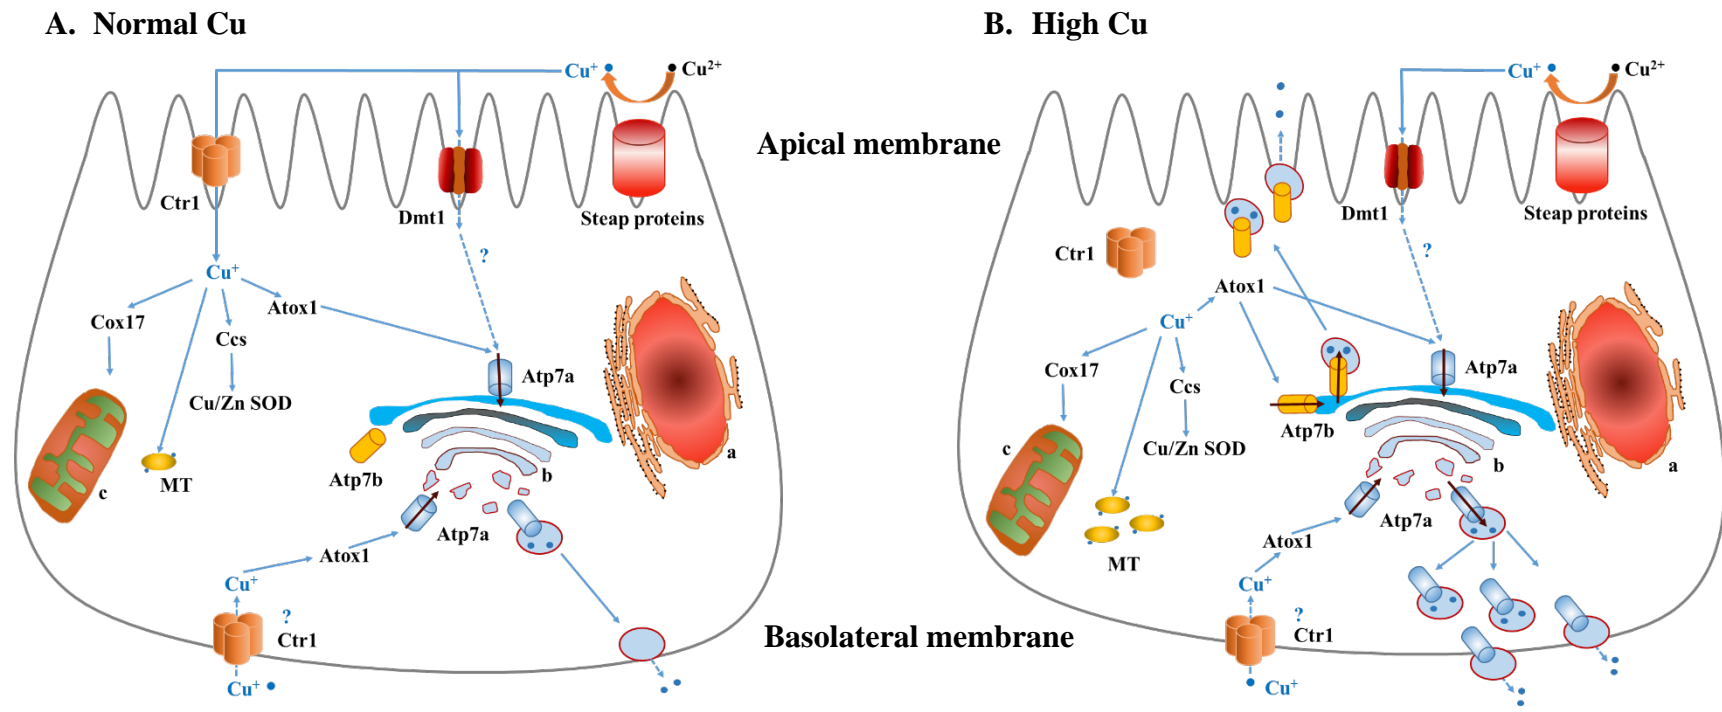 A. Normal Cu
Cu⁺
Cu²⁺
Ctr1
Dmt1
Steap proteins
?
Cu⁺
Atox1
Cox17
Ccs
Cu/Zn SOD
MT
c
Atp7a
Atp7b
a
b
Atp7a
Atox1
Cu⁺
?
Ctr1
Cu⁺
Apical membrane
Basolateral membrane
B. High Cu
Cu⁺
Cu²⁺
Dmt1
Steap proteins
Ctr1
?
Atox1
Cu⁺
Cox17
Ccs
Cu/Zn SOD
MT
c
Atp7a
Atp7b
a
b
Atp7a
Atox1
Cu⁺
?
Ctr1
Cu⁺